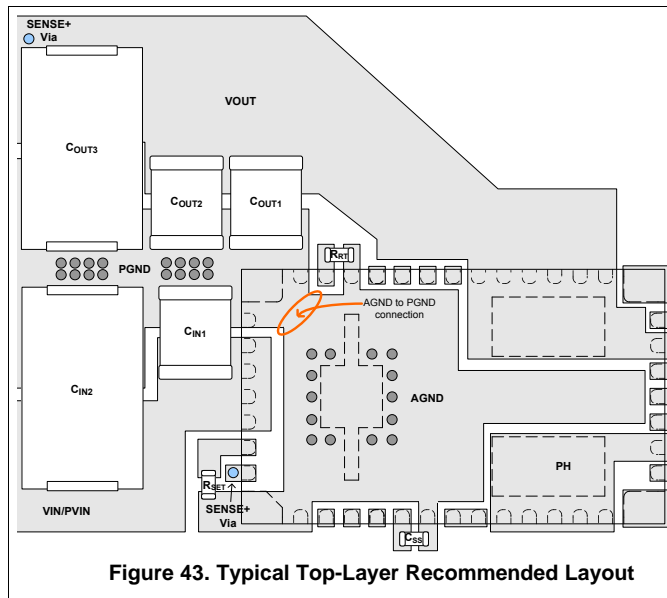 SENSE+
Via
VOUT
COUT3
COUT2
COUT1
RRT
PGND
AGND to PGND
connection
CIN1
CIN2
AGND
PH
RSET
SENSE+
Via
VIN/PVIN
CSS
Figure 43. Typical Top-Layer Recommended Layout